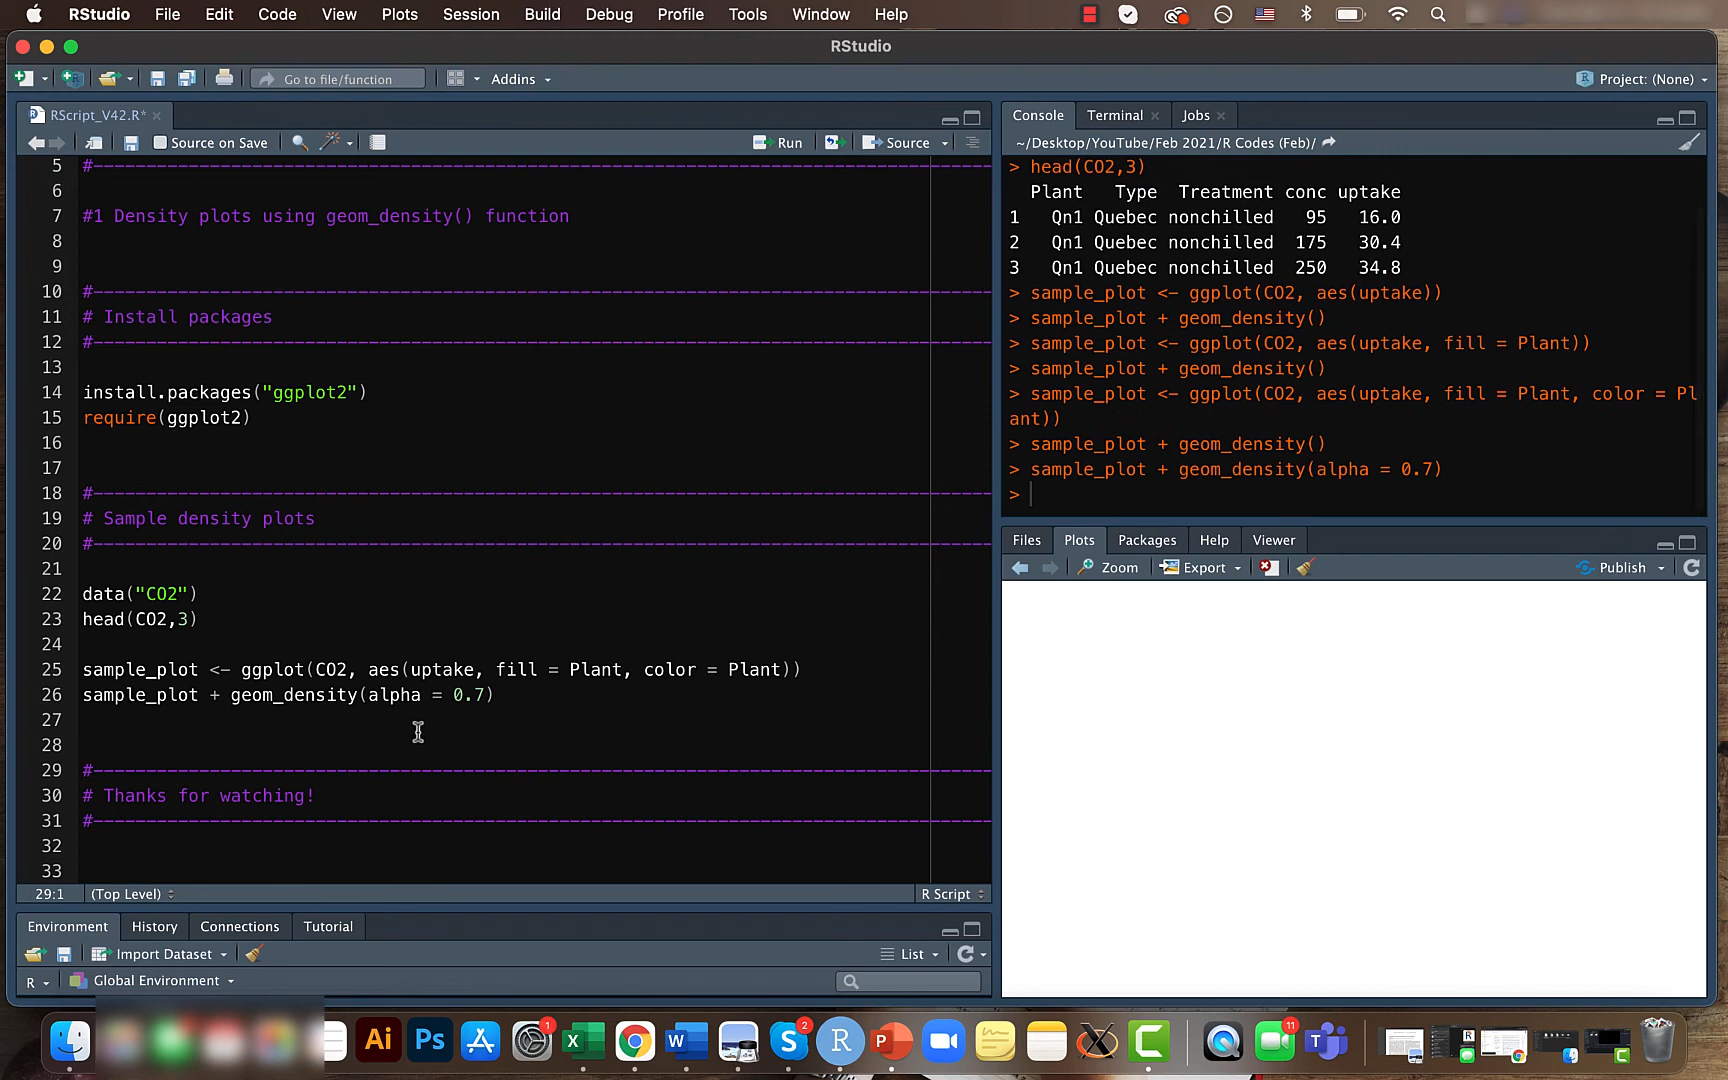 RStudio File Edit Code View Plots Session Build Debug Profile Tools Window Help
RStudio
Go to file/function Addins Project: (None)
RScript_V42.R*
Source on Save Run Source
5 #
6
7 #1 Density plots using geom_density() function
8
9
10 #
11 # Install packages
12 #
13
14 install.packages("ggplot2")
15 require(ggplot2)
16
17
18 #
19 # Sample density plots
20 #
21
22 data("CO2")
23 head(CO2,3)
24
25 sample_plot <- ggplot(CO2, aes(uptake, fill = Plant, color = Plant))
26 sample_plot + geom_density(alpha = 0.7)
27
28
29 #
30 # Thanks for watching!
31 #
32
33
29:1 (Top Level) R Script
Environment History Connections Tutorial
Import Dataset List
R Global Environment
Console Terminal Jobs
~/Desktop/YouTube/Feb 2021/R Codes (Feb)/
> head(CO2,3)
Plant Type Treatment conc uptake
1 Qn1 Quebec nonchilled 95 16.0
2 Qn1 Quebec nonchilled 175 30.4
3 Qn1 Quebec nonchilled 250 34.8
> sample_plot <- ggplot(CO2, aes(uptake))
> sample_plot + geom_density()
> sample_plot <- ggplot(CO2, aes(uptake, fill = Plant))
> sample_plot + geom_density()
> sample_plot <- ggplot(CO2, aes(uptake, fill = Plant, color = Pl
ant))
> sample_plot + geom_density()
> sample_plot + geom_density(alpha = 0.7)
>
Files Plots Packages Help Viewer
Zoom Export Publish
Ai Ps 1 X W S 2 R P 11 T